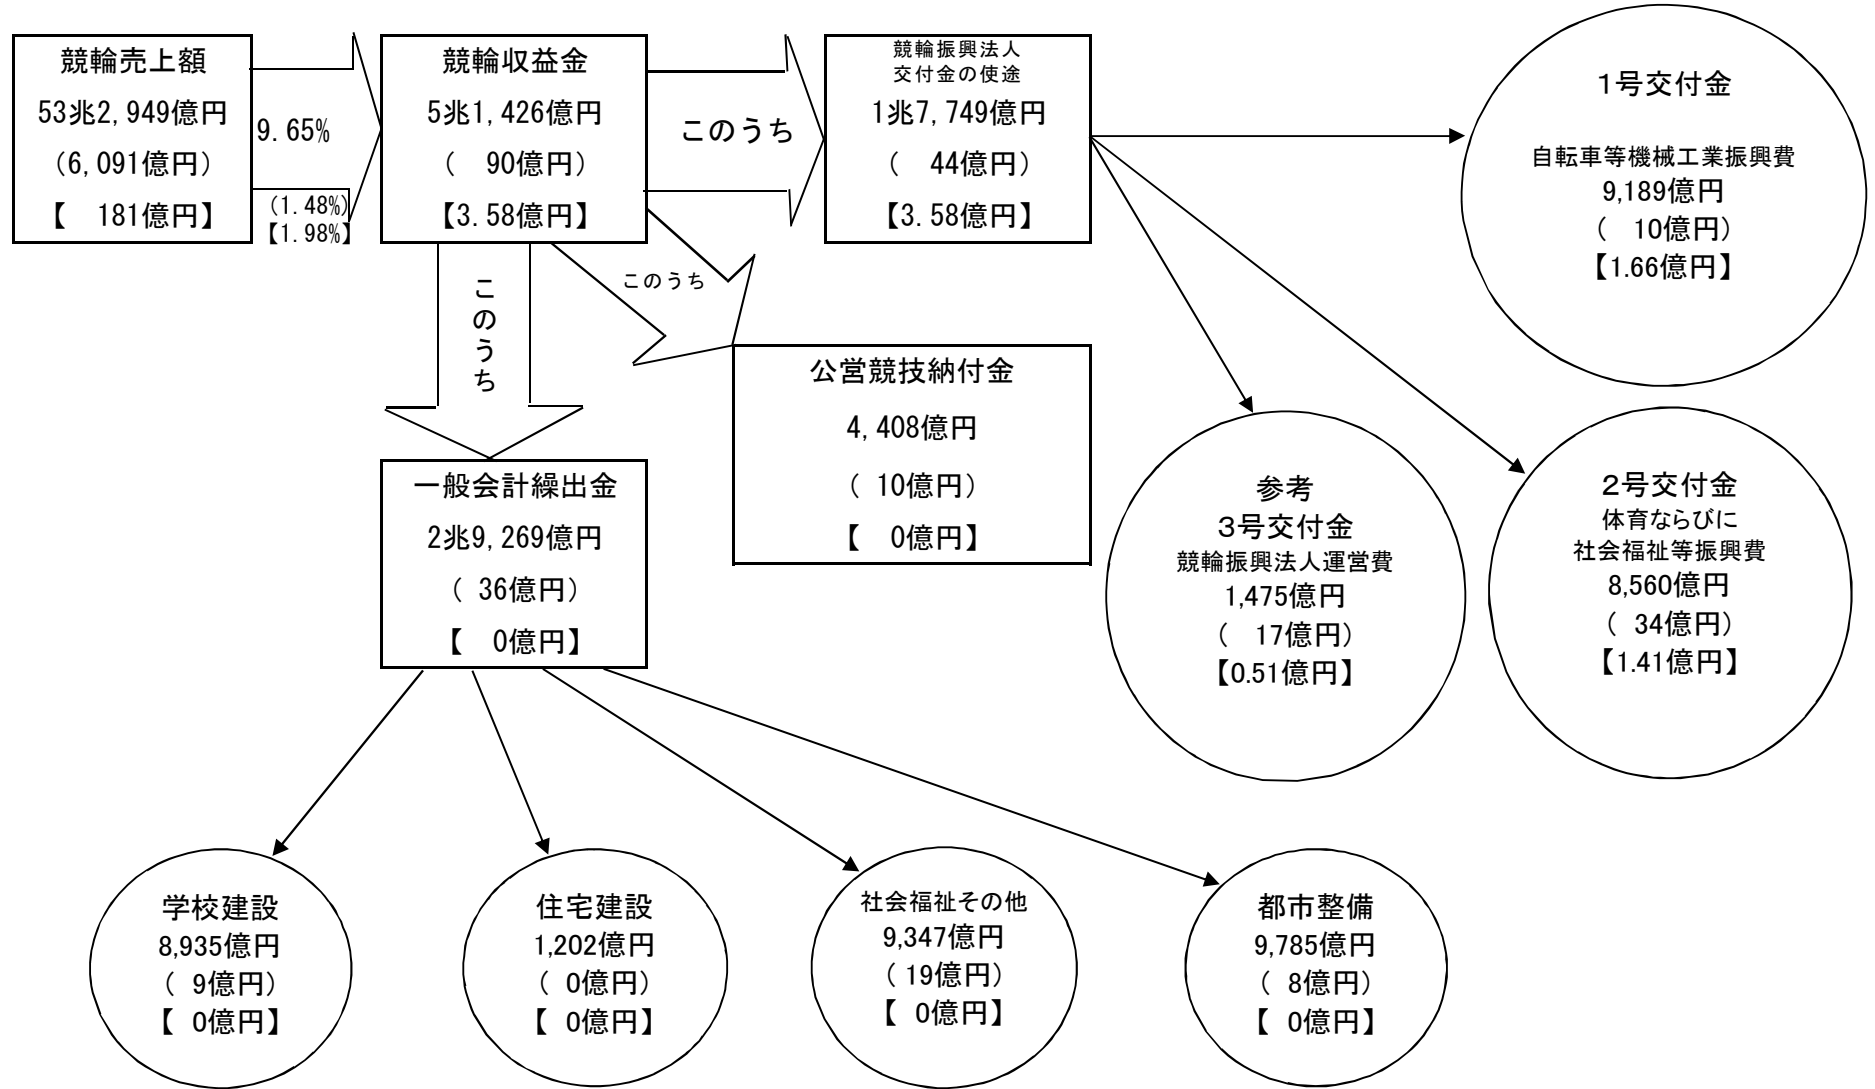 競輪売上額
53兆2,949億円
(6,091億円)
【 181億円】
9.65%
(1.48%)
【1.98%】
競輪収益金
5兆1,426億円
( 90億円)
【3.58億円】
このうち
競輪振興法人
交付金の使途
1兆7,749億円
( 44億円)
【3.58億円】
1号交付金
自転車等機械工業振興費
9,189億円
( 10億円)
【1.66億円】
このうち
このうち
公営競技納付金
4,408億円
( 10億円)
【 0億円】
一般会計繰出金
2兆9,269億円
( 36億円)
【 0億円】
参考
3号交付金
競輪振興法人運営費
1,475億円
( 17億円)
【0.51億円】
2号交付金
体育ならびに
社会福祉等振興費
8,560億円
( 34億円)
【1.41億円】
学校建設
8,935億円
( 9億円)
【 0億円】
住宅建設
1,202億円
( 0億円)
【 0億円】
社会福祉その他
9,347億円
( 19億円)
【 0億円】
都市整備
9,785億円
( 8億円)
【 0億円】